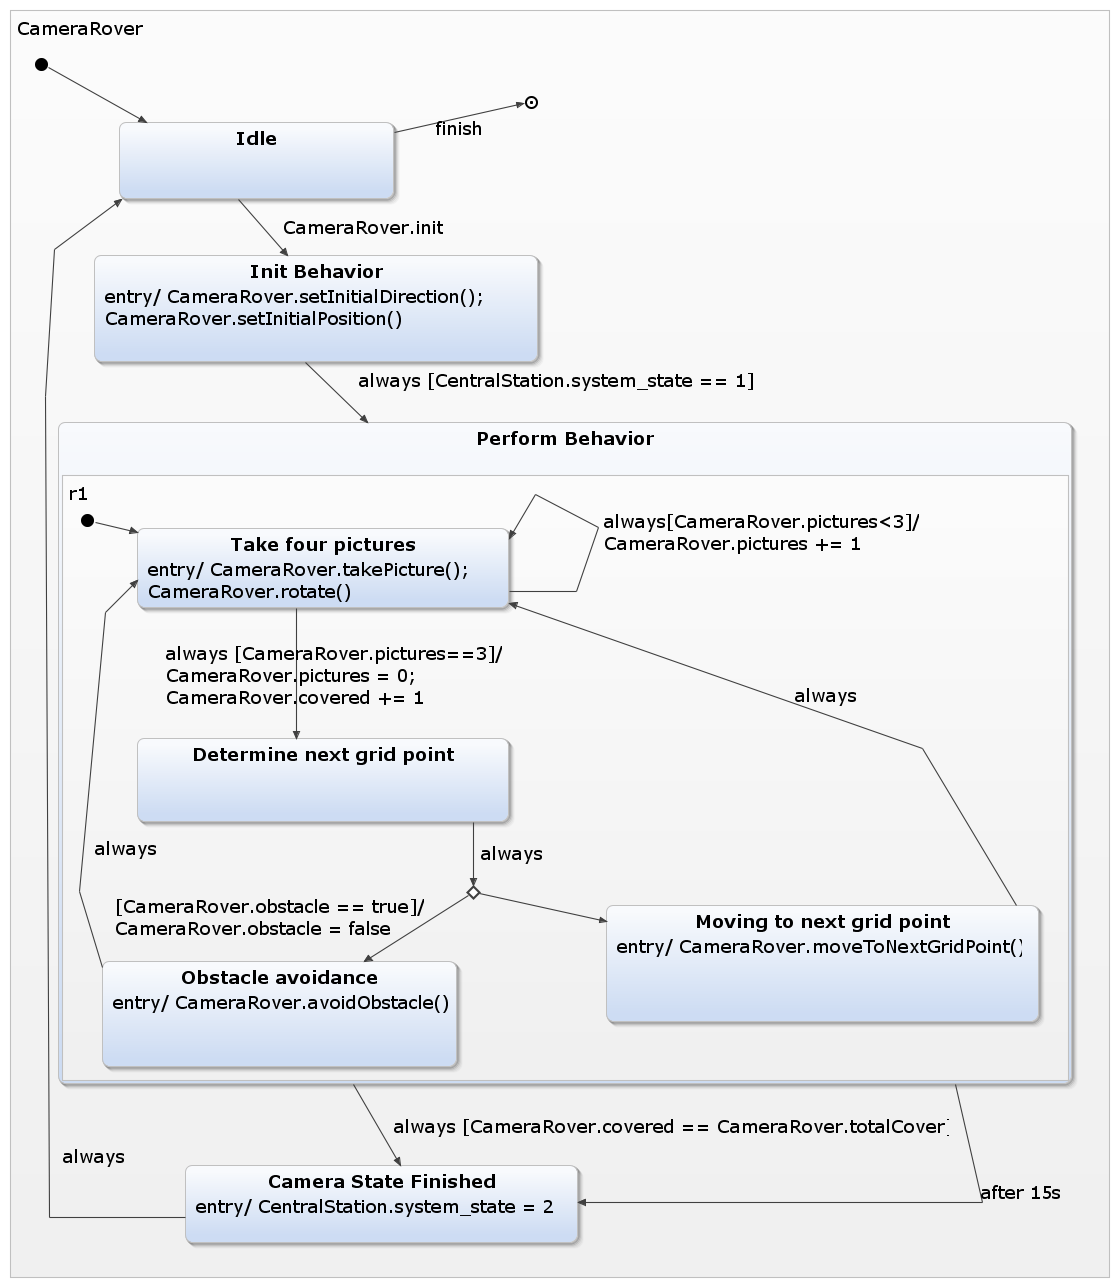 CameraRover
finish
Idle
CameraRover.init
Init Behavior
entry/ CameraRover.setInitialDirection();
CameraRover.setInitialPosition()
always [CentralStation.system_state == 1]
Perform Behavior
r1
always[CameraRover.pictures<3]/
CameraRover.pictures += 1
Take four pictures
entry/ CameraRover.takePicture();
CameraRover.rotate()
always [CameraRover.pictures==3]/
CameraRover.pictures = 0;
CameraRover.covered += 1
always
Determine next grid point
always
always
[CameraRover.obstacle == true]/
CameraRover.obstacle = false
Moving to next grid point
entry/ CameraRover.moveToNextGridPoint()
Obstacle avoidance
entry/ CameraRover.avoidObstacle()
always [CameraRover.covered == CameraRover.totalCover]
always
Camera State Finished
entry/ CentralStation.system_state = 2
after 15s